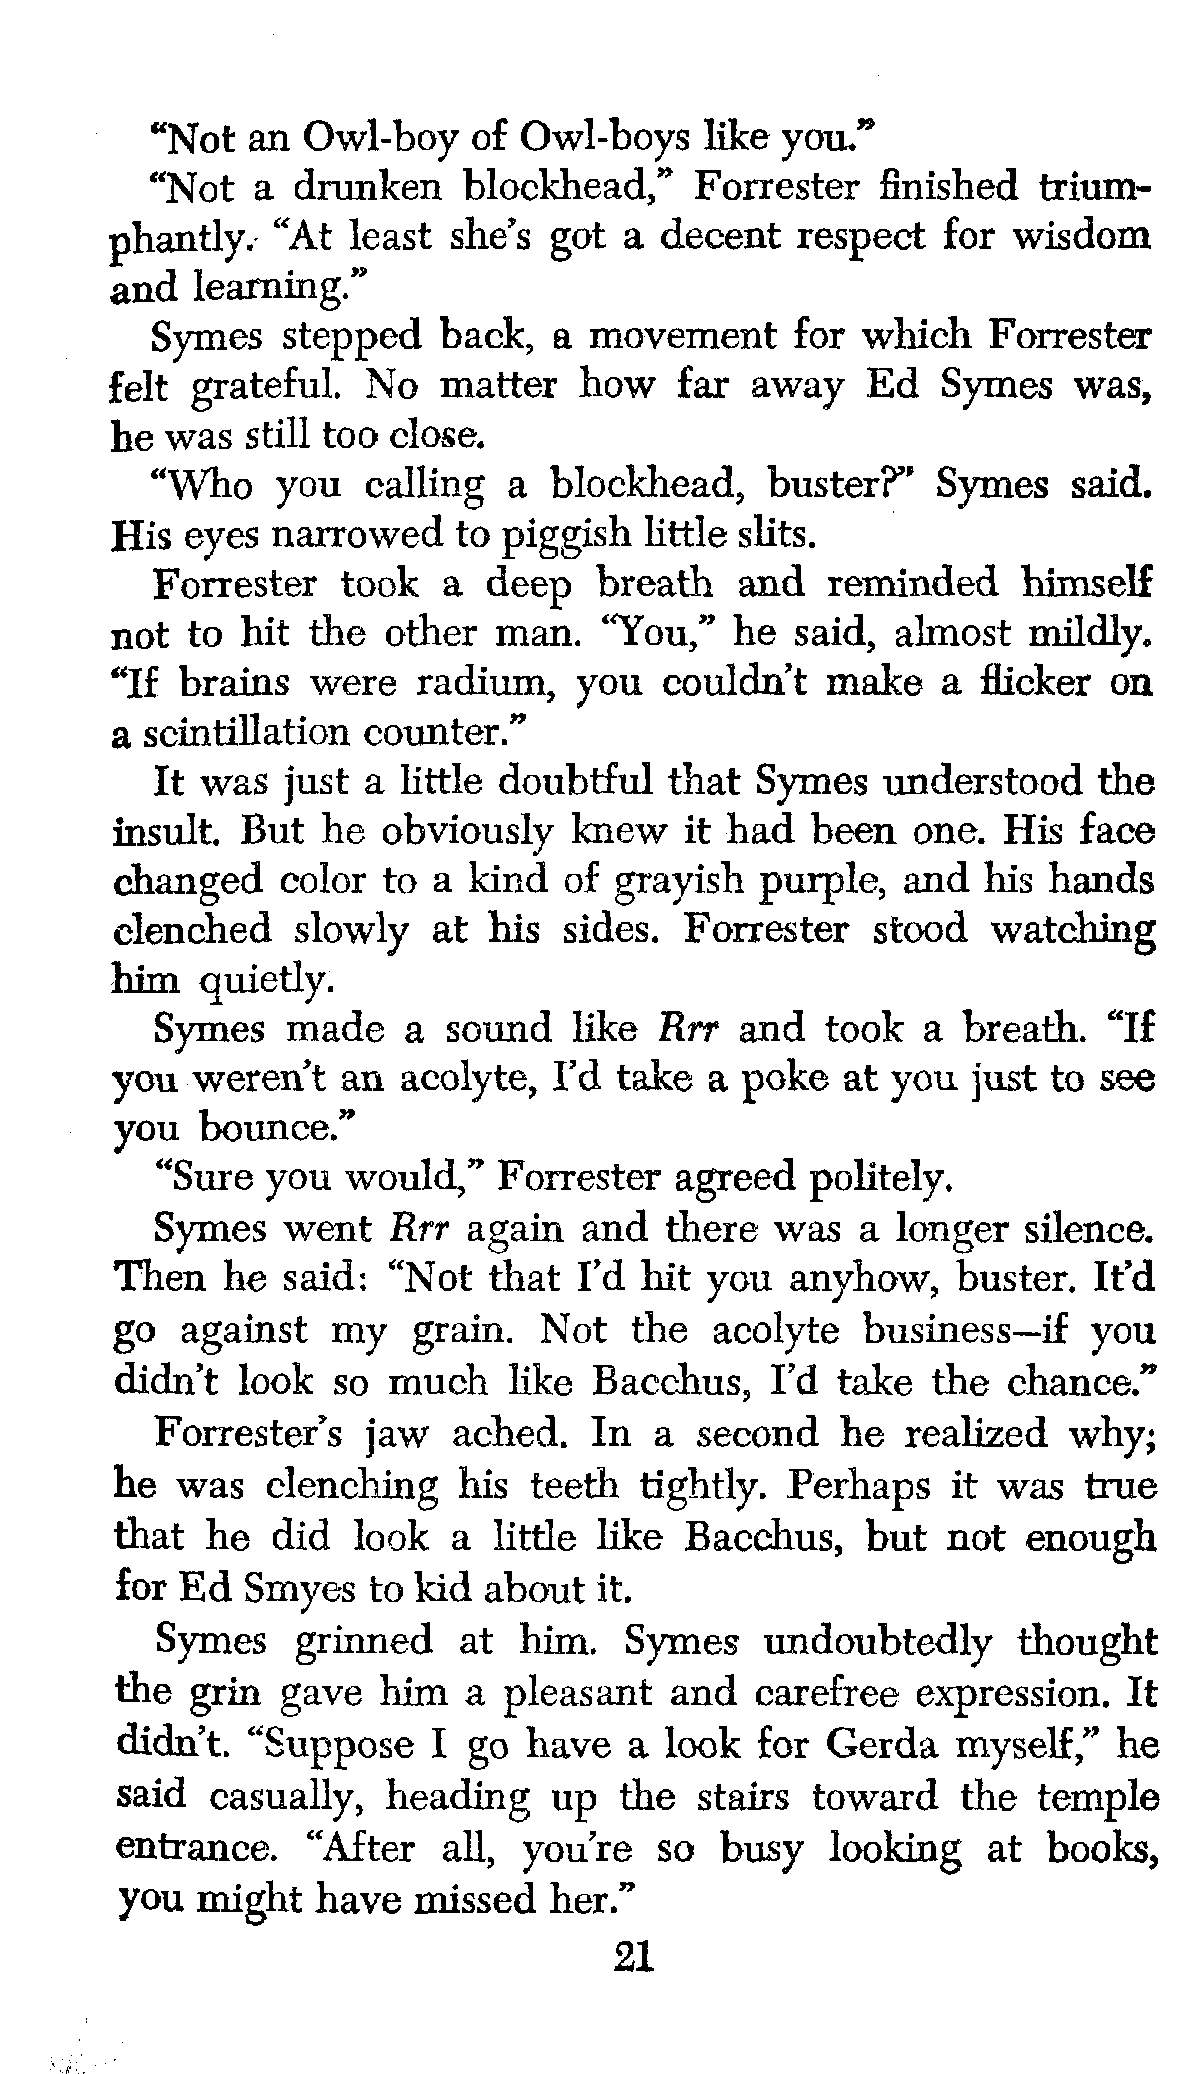 “Not an Owl-boy of Owl-boys like you.”
“Not a drunken blockhead,” Forrester finished trium-
phantly. “At least she’s got a decent respect for wisdom
and learning.”
Symes stepped back, a movement for which Forrester
felt grateful. No matter how far away Ed Symes was,
he was still too close.
“Who you calling a blockhead, buster?” Symes said.
His eyes narrowed to piggish little slits.
Forrester took a deep breath and reminded himself
not to hit the other man. “You,” he said, almost mildly.
“If brains were radium, you couldn’t make a flicker on
a scintillation counter.”
It was just a little doubtful that Symes understood the
insult. But he obviously knew it had been one. His face
changed color to a kind of grayish purple, and his hands
clenched slowly at his sides. Forrester stood watching
him quietly.
Symes made a sound like Rrr and took a breath. “If
you weren’t an acolyte, I’d take a poke at you just to see
you bounce.”
“Sure you would,” Forrester agreed politely.
Symes went Rrr again and there was a longer silence.
Then he said: “Not that I’d hit you anyhow, buster. It’d
go against my grain. Not the acolyte business—if you
didn’t look so much like Bacchus, I’d take the chance.”
Forrester’s jaw ached. In a second he realized why;
he was clenching his teeth tightly. Perhaps it was true
that he did look a little like Bacchus, but not enough
for Ed Smyes to kid about it.
Symes grinned at him. Symes undoubtedly thought
the grin gave him a pleasant and carefree expression. It
didn’t. “Suppose I go have a look for Gerda myself,” he
said casually, heading up the stairs toward the temple
entrance. “After all, you’re so busy looking at books,
you might have missed her.”
21